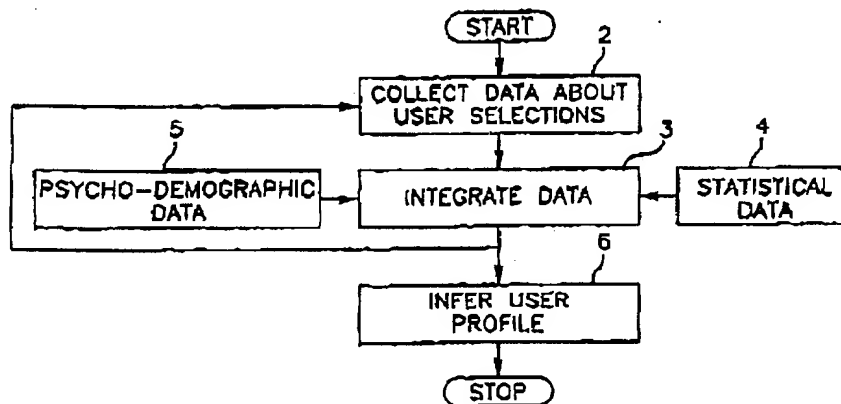 START
2
COLLECT DATA ABOUT
USER SELECTIONS
5
3
4
PSYCHO-DEMOGRAPHIC
DATA
INTEGRATE DATA
STATISTICAL
DATA
6
INFER USER
PROFILE
STOP